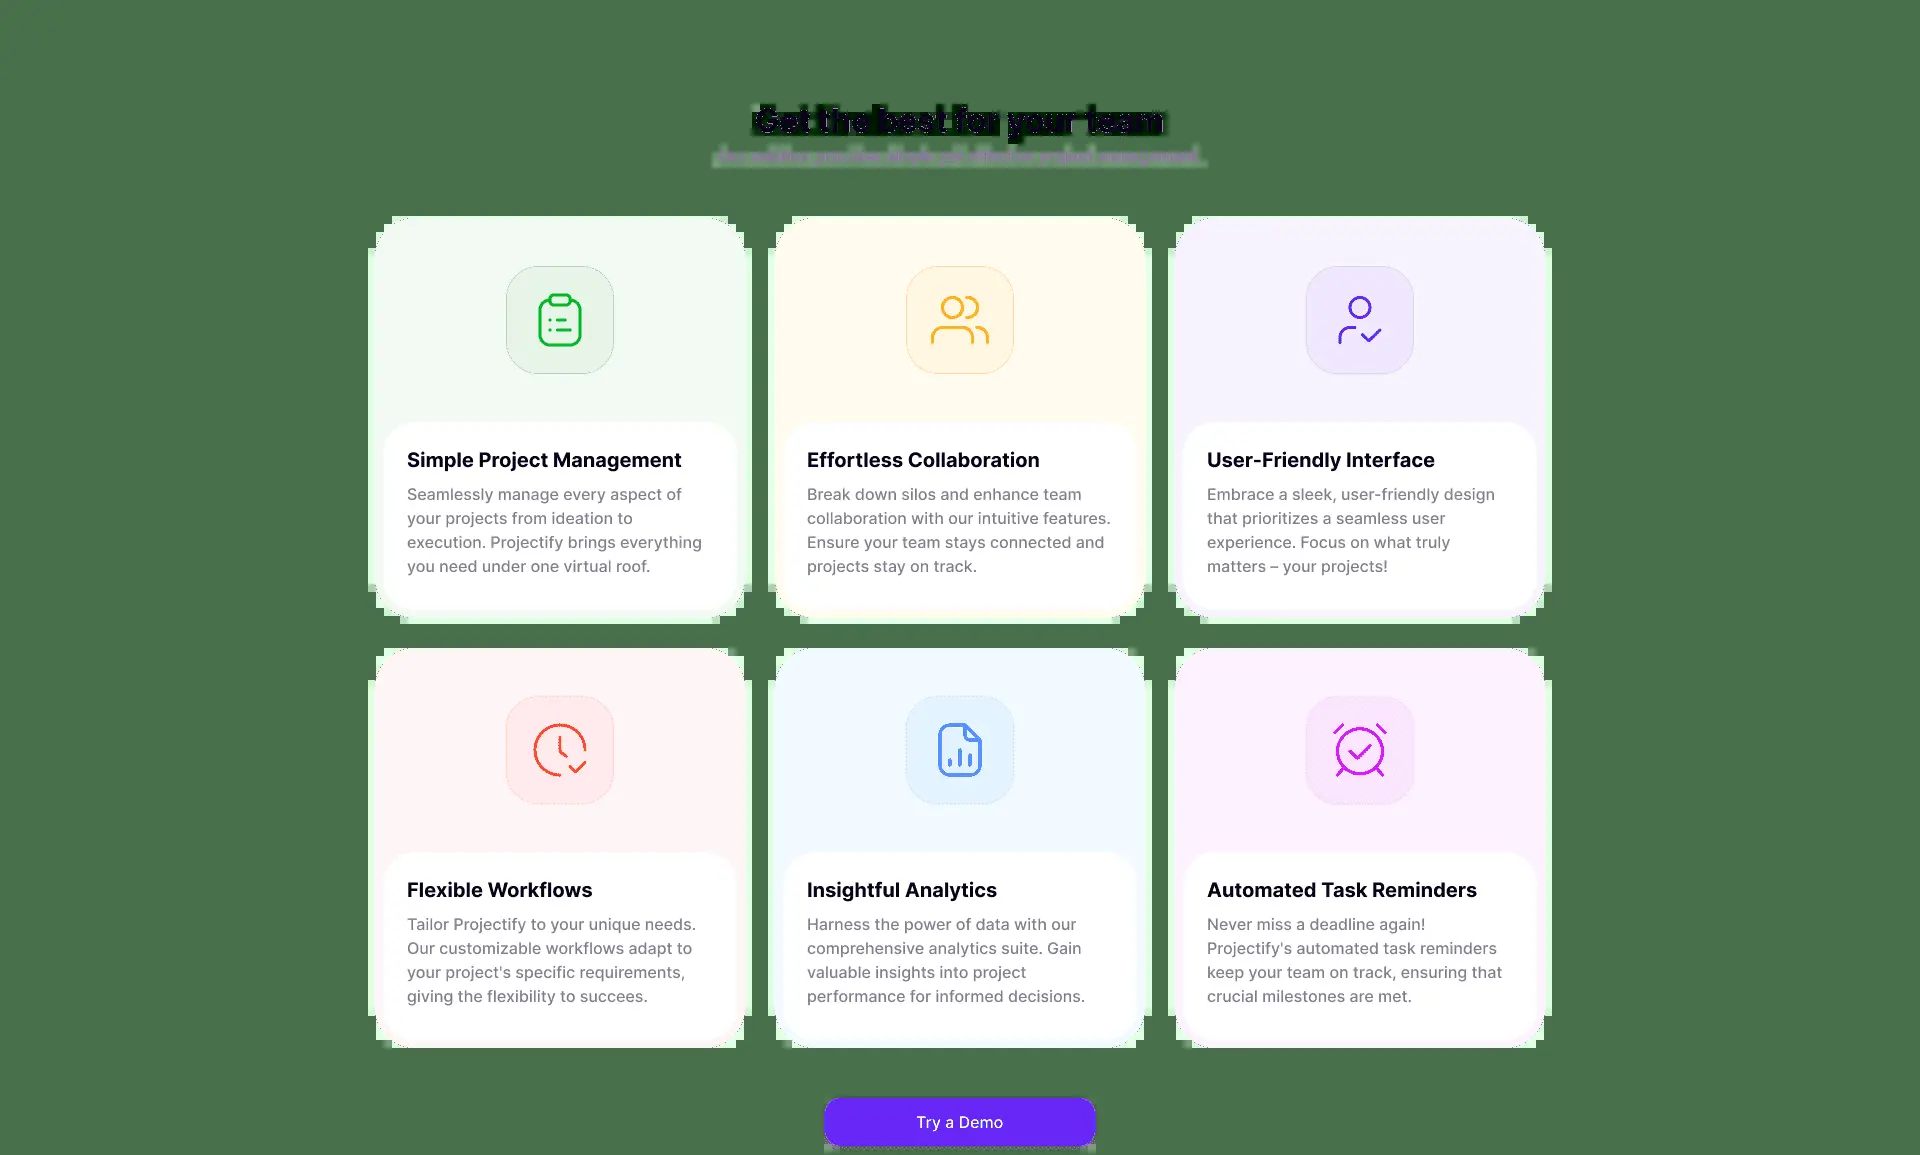 Get the best for your team
Simple Project Management
Seamlessly manage every aspect of
your projects from ideation to
execution. Projectify brings everything
you need under one virtual roof.
Effortless Collaboration
Break down silos and enhance team
collaboration with our intuitive features.
Ensure your team stays connected and
projects stay on track.
User-Friendly Interface
Embrace a sleek, user-friendly design
that prioritizes a seamless user
experience. Focus on what truly
matters – your projects!
Flexible Workflows
Tailor Projectify to your unique needs.
Our customizable workflows adapt to
your project's specific requirements,
giving the flexibility to succees.
Insightful Analytics
Harness the power of data with our
comprehensive analytics suite. Gain
valuable insights into project
performance for informed decisions.
Automated Task Reminders
Never miss a deadline again!
Projectify's automated task reminders
keep your team on track, ensuring that
crucial milestones are met.
Try a Demo